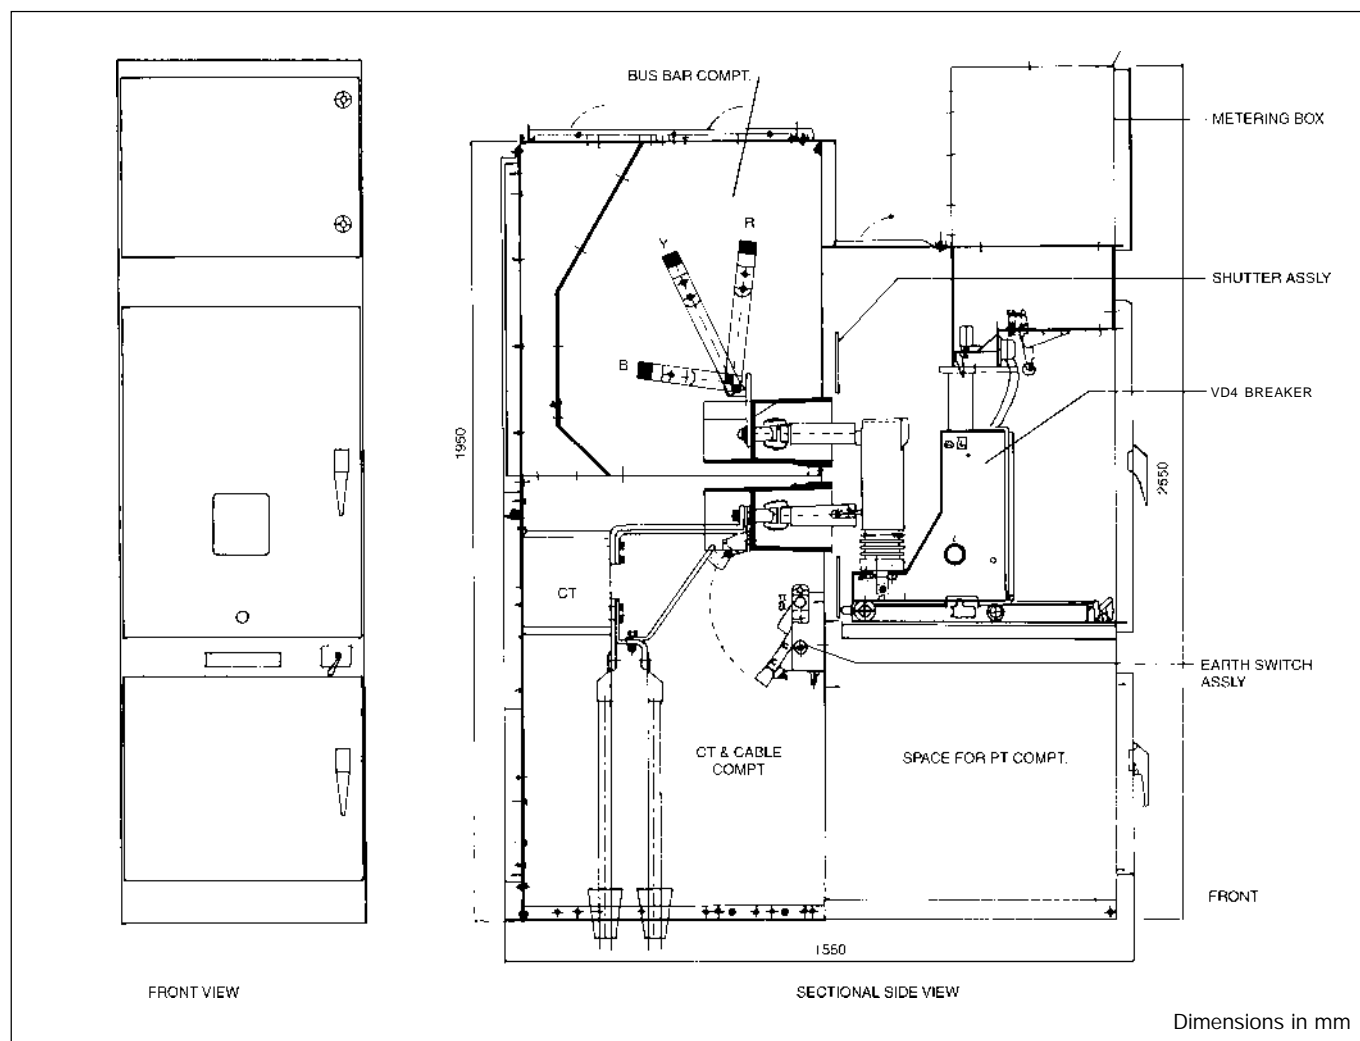 BUS BAR COMPT.
METERING BOX
R
Y
SHUTTER ASSLY
B
VD4 BREAKER
1950
2550
CT
EARTH SWITCH
ASSLY
CT & CABLE
COMPT
SPACE FOR PT COMPT.
FRONT
1550
FRONT VIEW
SECTIONAL SIDE VIEW
Dimensions in mm